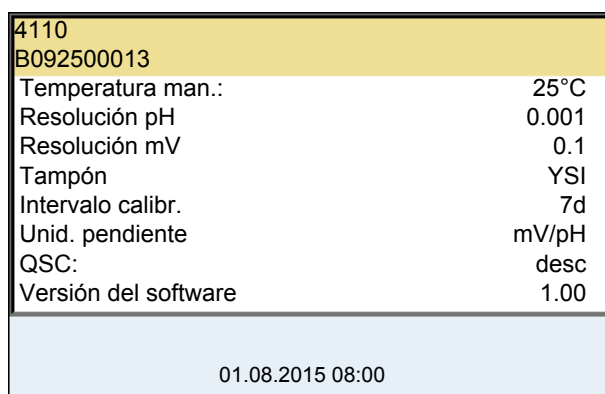 4110
B092500013
Temperatura man.: 25°C
Resolución pH 0.001
Resolución mV 0.1
Tampón YSI
Intervalo calibr. 7d
Unid. pendiente mV/pH
QSC: desc
Versión del software 1.00
01.08.2015 08:00